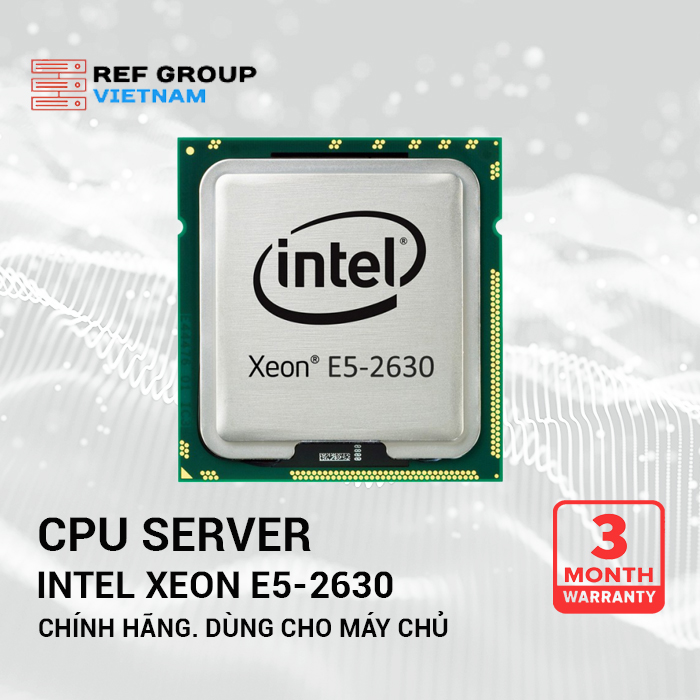 REF GROUP
VIETNAM
intel®
Xeon® E5-2630
CPU SERVER
INTEL XEON E5-2630
CHÍNH HÃNG. DÙNG CHO MÁY CHỦ
3
MONTH
WARRANTY